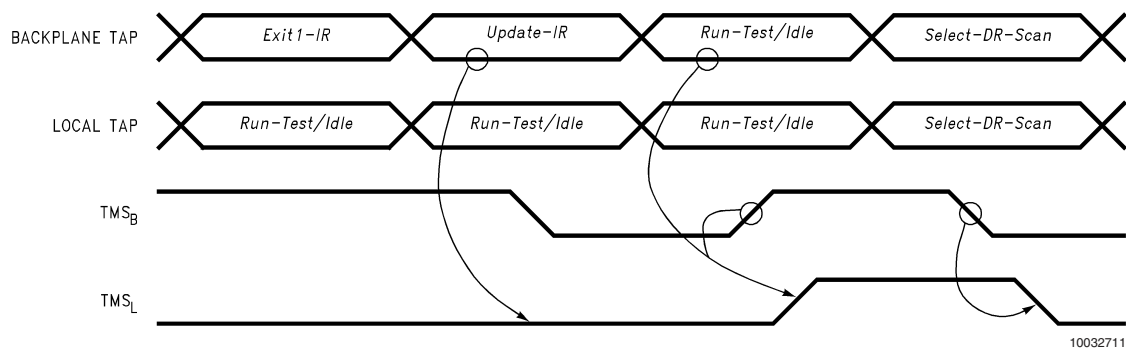 BACKPLANE TAP Exit1-IR Update-IR Run-Test/Idle Select-DR-Scan
LOCAL TAP Run-Test/Idle Run-Test/Idle Run-Test/Idle Select-DR-Scan
TMSB
TMSL
10032711